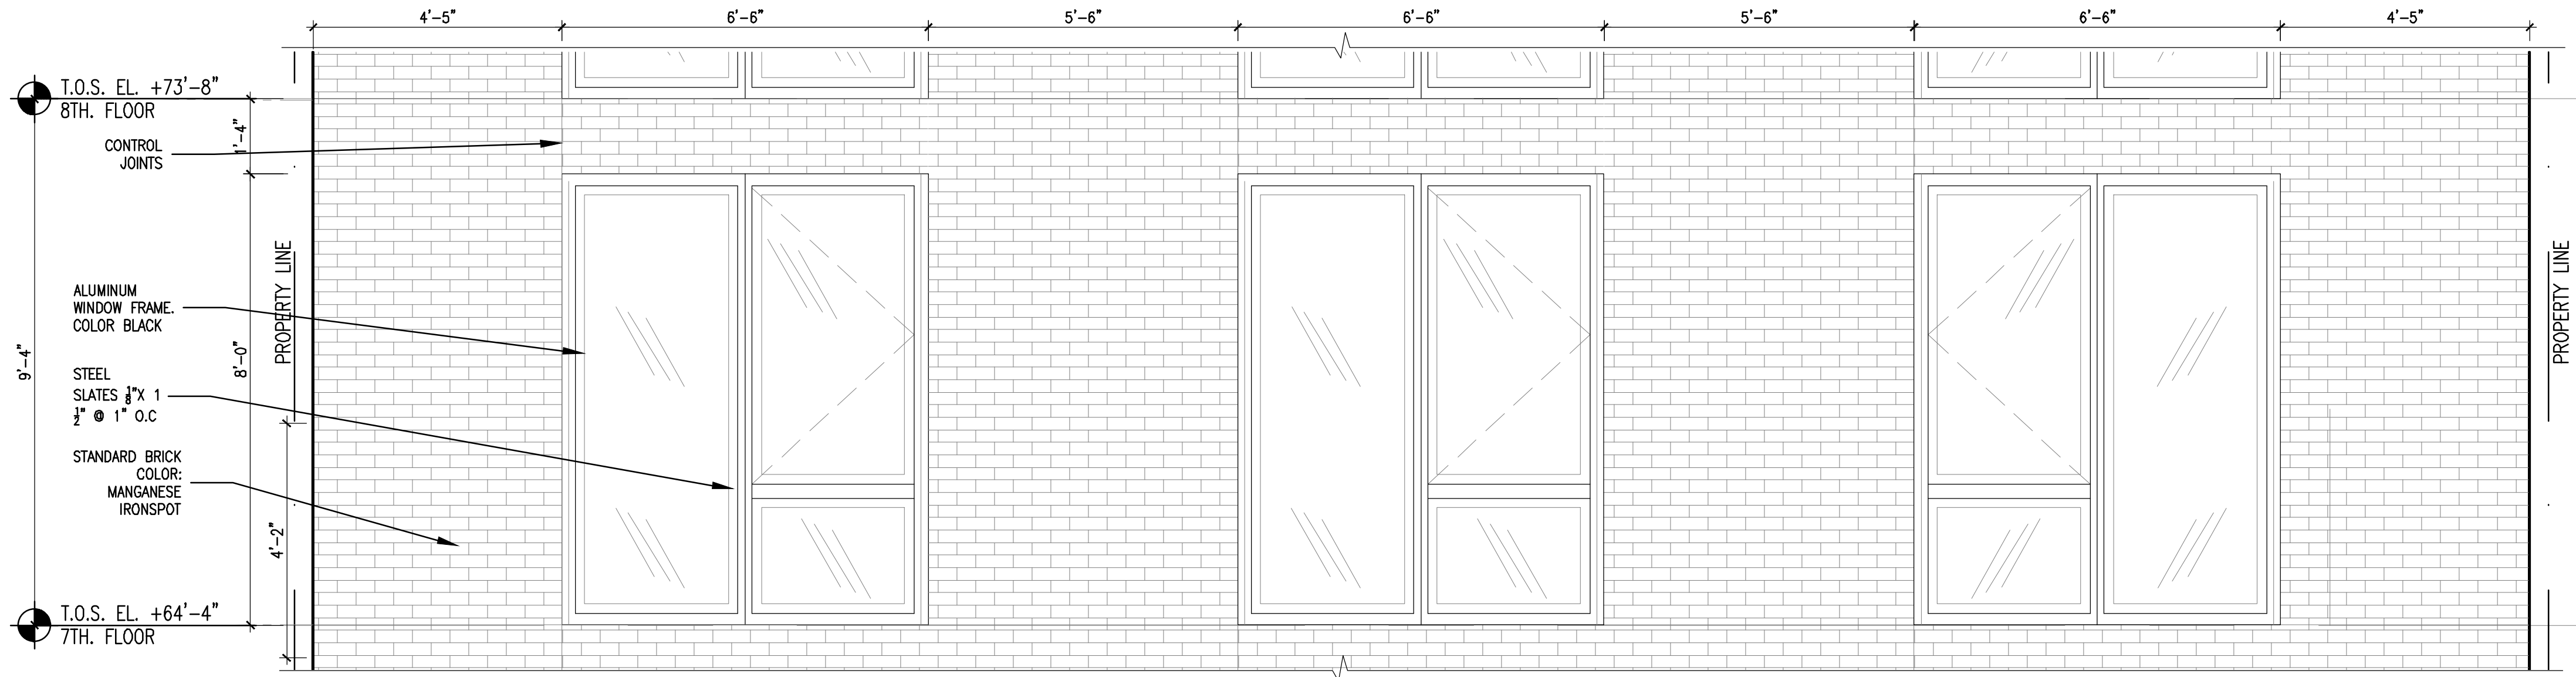 4'-5" 6'-6" 5'-6" 6'-6" 5'-6" 6'-6" 4'-5"
T.O.S. EL. +73'-8"
8TH. FLOOR
1'-4"
CONTROL
JOINTS
PROPERTY LINE
PROPERTY LINE
ALUMINUM
WINDOW FRAME.
COLOR BLACK
9'-4"
8'-0"
STEEL
SLATES 1/8"X 1
1/2" @ 1" O.C
STANDARD BRICK
COLOR:
MANGANESE
IRONSPOT
4'-2"
T.O.S. EL. +64'-4"
7TH. FLOOR